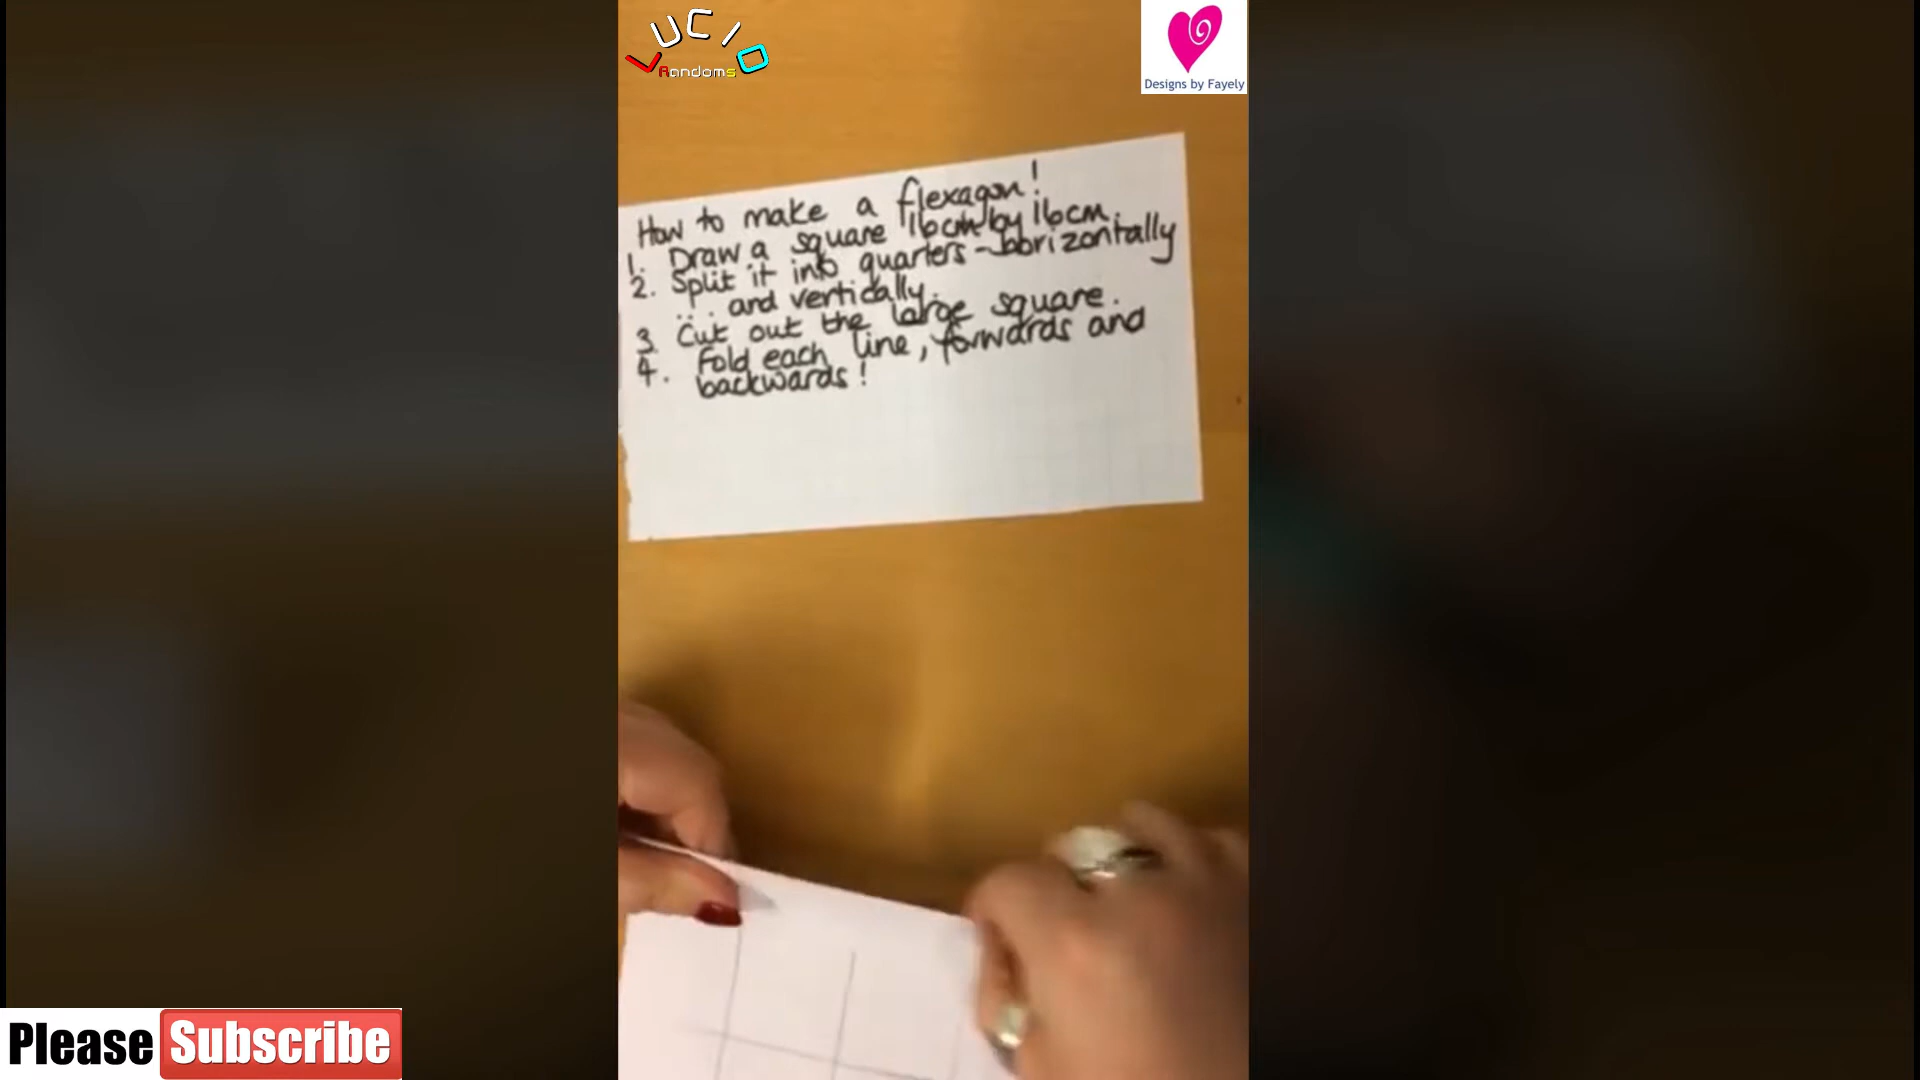 LUCIO
Randoms
Designs by Fayely
How to make a flexagon!
1. Draw a square 16cm by 16cm.
2. Split it into quarters - horizontally
... and vertically.
3. Cut out the large square.
4. Fold each line, forwards and
backwards!
Please Subscribe